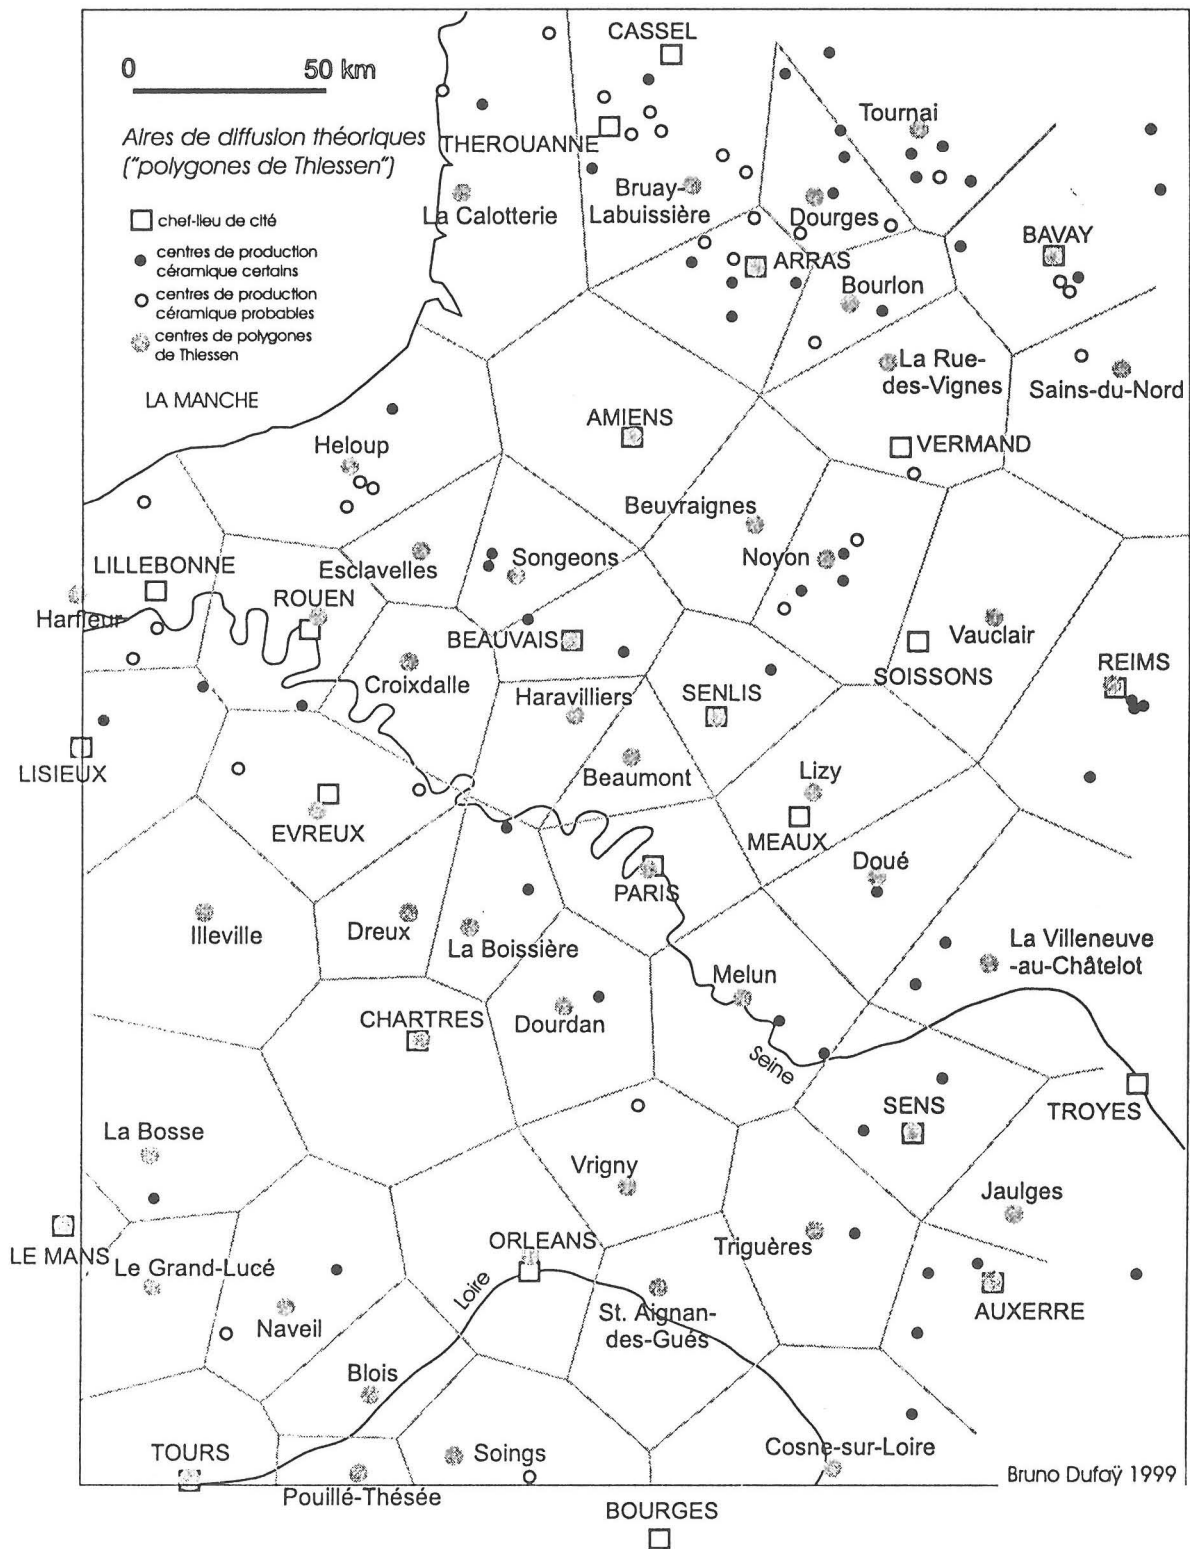 CASSEL
0 50 km
Aires de diffusion théoriques
("polygones de Thiessen")
chef-lieu de cité
centres de production
céramique certains
centres de production
céramique probables
centres de polygones
de Thiessen
LA MANCHE
THEROUANNE
Tournai
La Calotterie
Bruay-
Labuissière
Dourges
BAVAY
ARRAS
Bourlon
La Rue-
des-Vignes
Sains-du-Nord
AMIENS
Heloup
VERMAND
Beuvraignes
Noyon
Esclavelles
Songeons
LILLEBONNE
Harfleur
ROUEN
BEAUVAIS
Vauclair
Croixdalle
SOISSONS
REIMS
Haravilliers
SENLIS
LISIEUX
Beaumont
Lizy
EVREUX
MEAUX
PARIS
Doué
Illeville
Dreux
La Boissière
La Villeneuve
-au-Châtelot
Melun
CHARTRES
Dourdan
Seine
SENS
TROYES
La Bosse
Vrigny
Jaulges
LE MANS
Le Grand-Lucé
ORLEANS
Triguères
Loire
Naveil
St. Aignan-
des-Gués
AUXERRE
Blois
TOURS
Soings
Cosne-sur-Loire
Pouillé-Thésée
Bruno Dufaÿ 1999
BOURGES